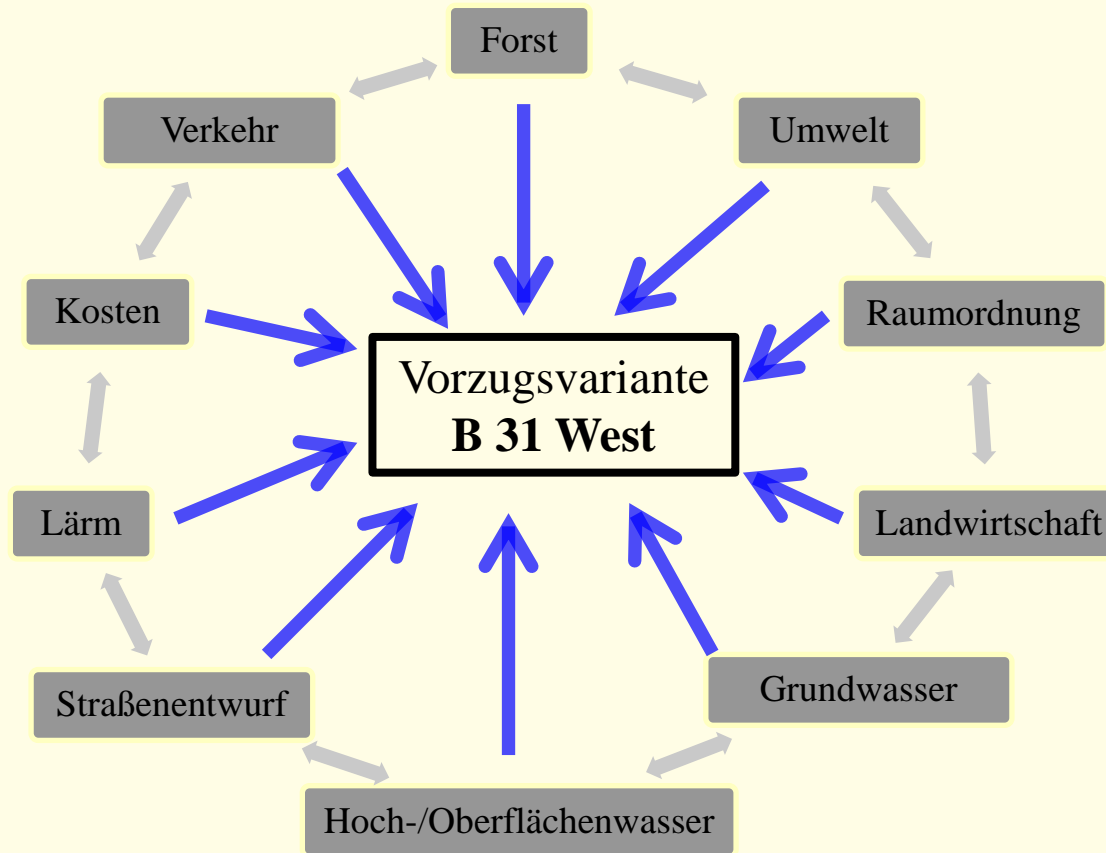 Forst
Verkehr
Umwelt
Kosten
Raumordnung
Vorzugsvariante
B 31 West
Lärm
Landwirtschaft
Straßenentwurf
Grundwasser
Hoch-/Oberflächenwasser